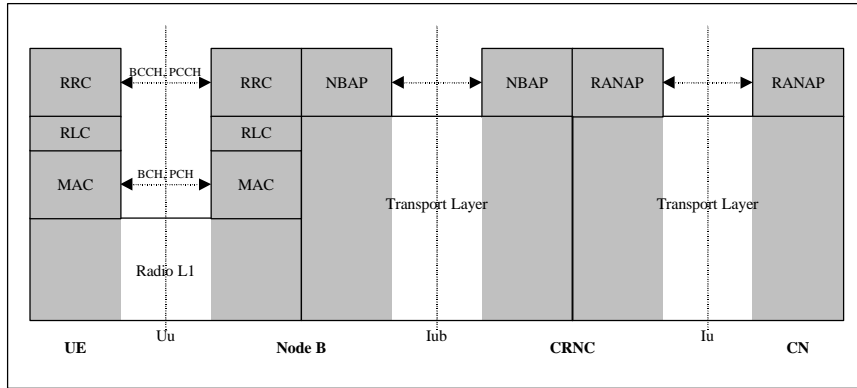 BCCH, PCCH
RRC RRC NBAP NBAP RANAP RANAP
RLC RLC
BCH, PCH
MAC MAC
Transport Layer Transport Layer
Radio L1
Uu Iub Iu
UE Node B CRNC CN